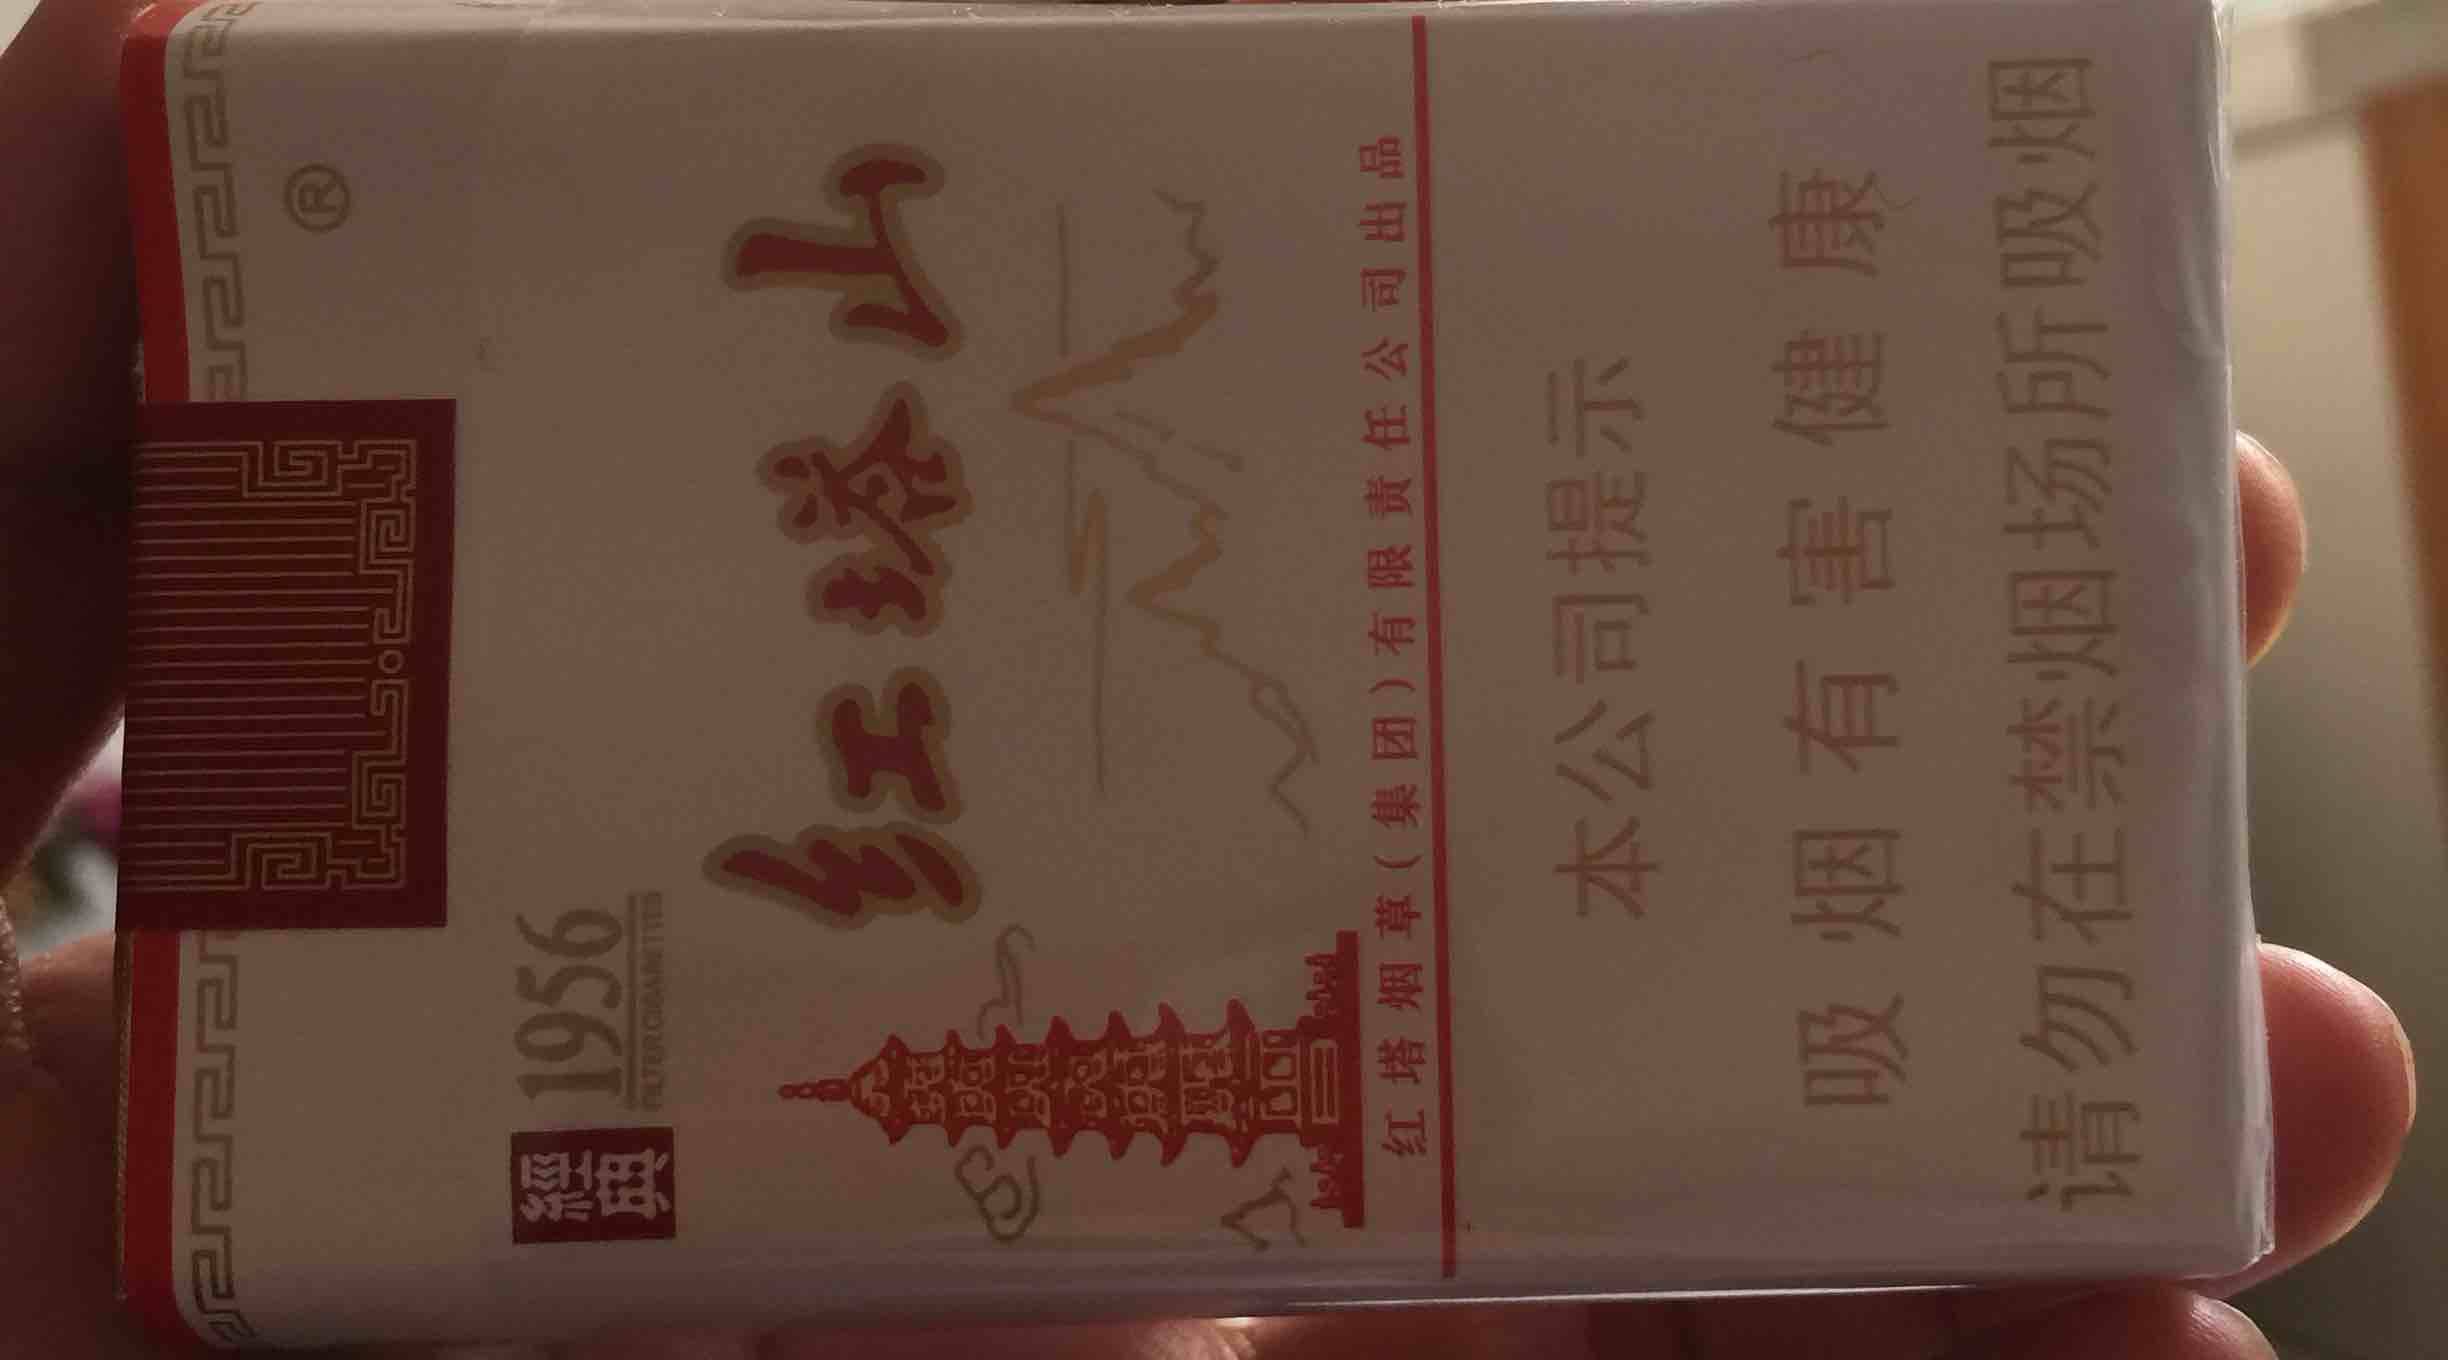 ®
經典
1956
FILTER CIGARETTES
红塔山
红塔烟草(集团)有限责任公司出品
本公司提示
吸烟有害健康
请勿在禁烟场所吸烟